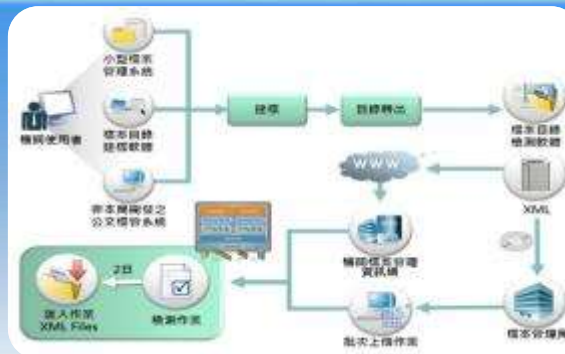 小型檔案
管理系統
機關使用者
檔案目錄
建檔軟體
非本局開發之
公文檔管系統
建檔
目錄轉出
檔案目錄
檢測軟體
WWW
XML
機關檔案管理
資訊網
檔案管理局
批次上傳作業
檢測作業
2日
匯入作業
XML Files